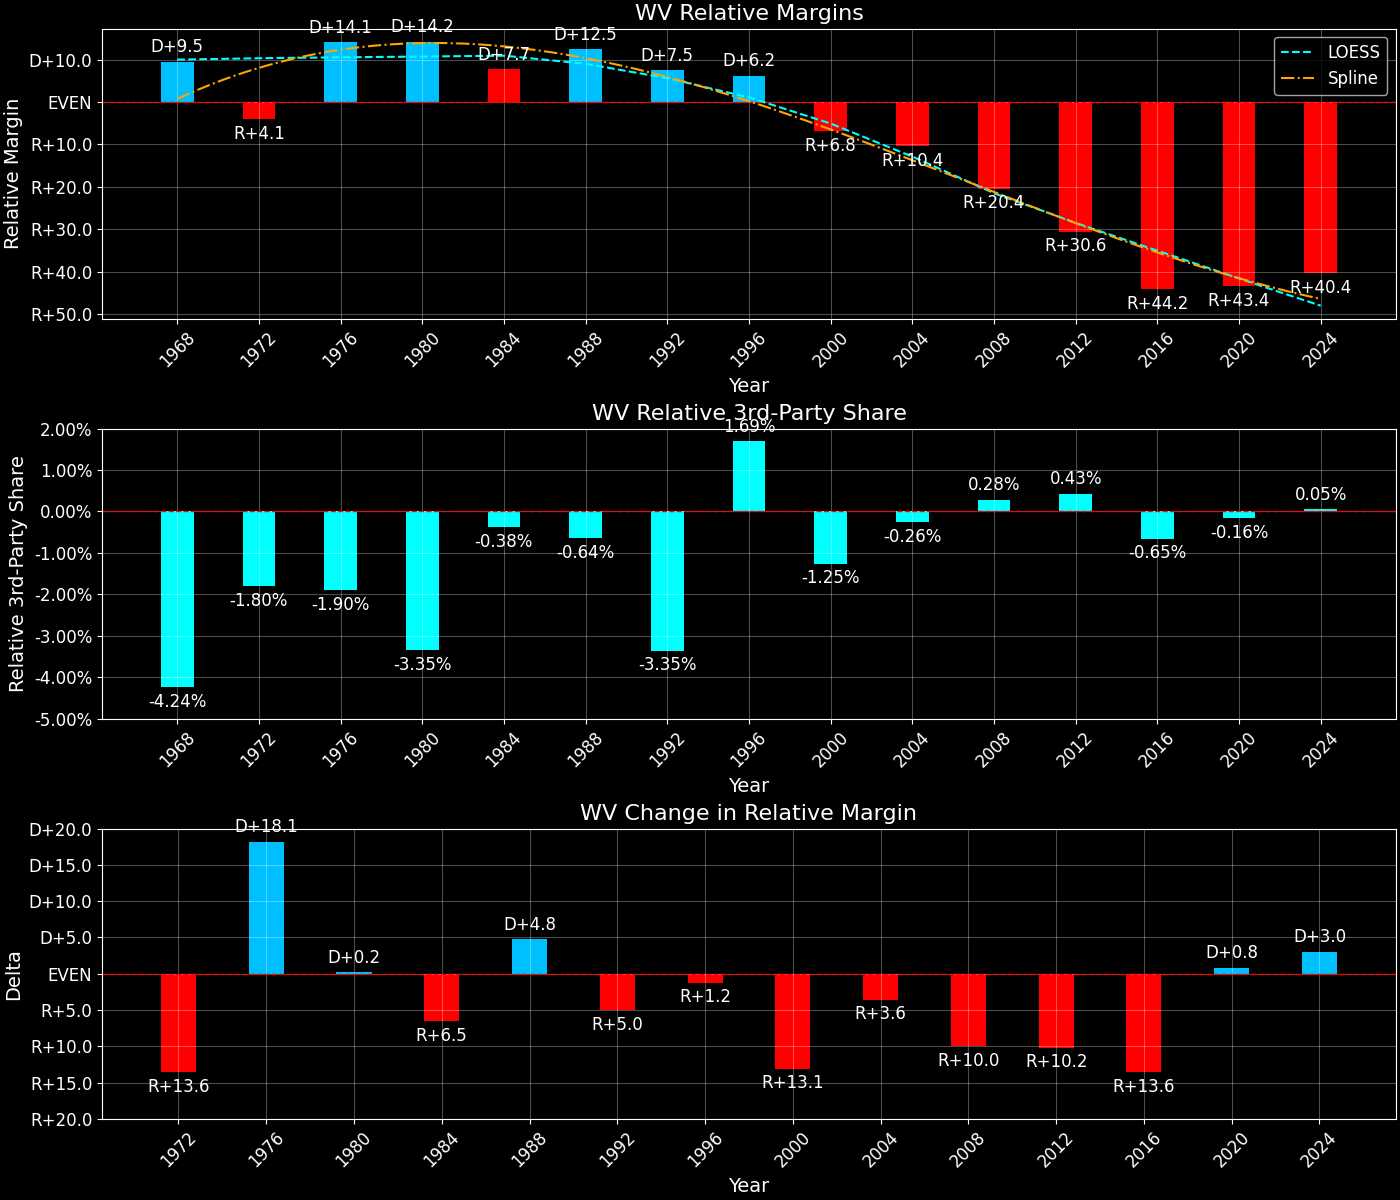 WV Relative Margins
Relative Margin
D+10.0
EVEN
R+10.0
R+20.0
R+30.0
R+40.0
R+50.0
D+9.5
R+4.1
D+14.1
D+14.2
D+7.7
D+12.5
D+7.5
D+6.2
R+6.8
R+10.4
R+20.4
R+30.6
R+44.2
R+43.4
R+40.4
LOESS
Spline
1968
1972
1976
1980
1984
1988
1992
1996
2000
2004
2008
2012
2016
2020
2024
Year
WV Relative 3rd-Party Share
Relative 3rd-Party Share
2.00%
1.00%
0.00%
-1.00%
-2.00%
-3.00%
-4.00%
-5.00%
-4.24%
-1.80%
-1.90%
-3.35%
-0.38%
-0.64%
-3.35%
1.69%
-1.25%
-0.26%
0.28%
0.43%
-0.65%
-0.16%
0.05%
1968
1972
1976
1980
1984
1988
1992
1996
2000
2004
2008
2012
2016
2020
2024
Year
WV Change in Relative Margin
Delta
D+20.0
D+15.0
D+10.0
D+5.0
EVEN
R+5.0
R+10.0
R+15.0
R+20.0
R+13.6
D+18.1
D+0.2
R+6.5
D+4.8
R+5.0
R+1.2
R+13.1
R+3.6
R+10.0
R+10.2
R+13.6
D+0.8
D+3.0
1972
1976
1980
1984
1988
1992
1996
2000
2004
2008
2012
2016
2020
2024
Year